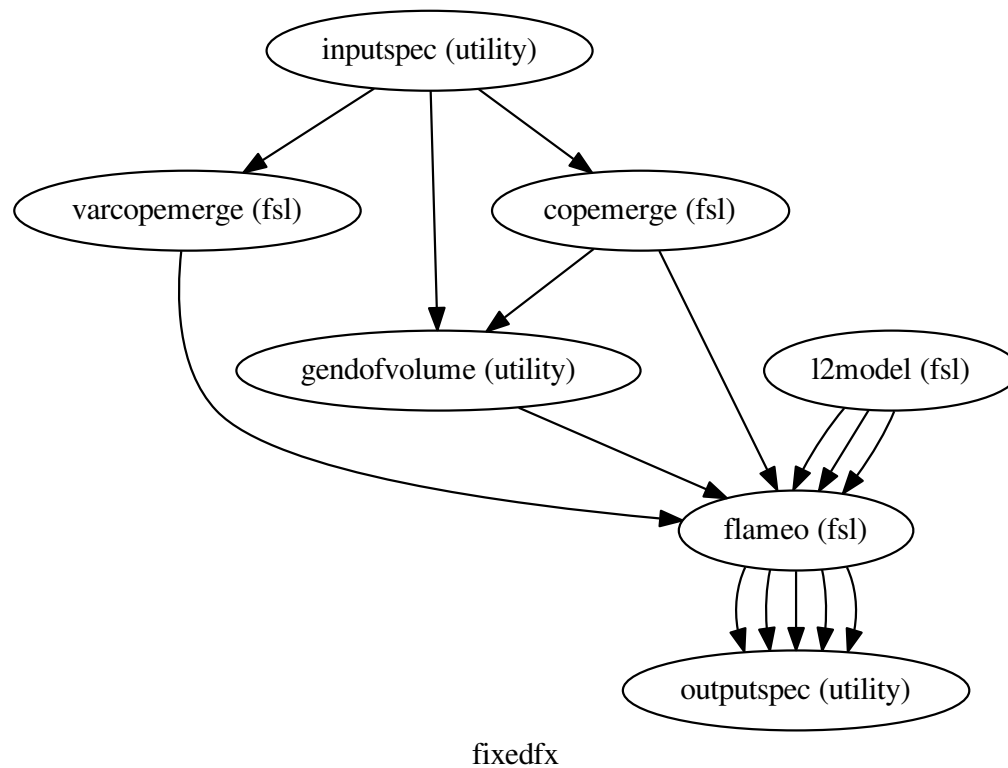 inputspec (utility)
varcopemerge (fsl)
copemerge (fsl)
gendofvolume (utility)
l2model (fsl)
flameo (fsl)
outputspec (utility)
fixedfx